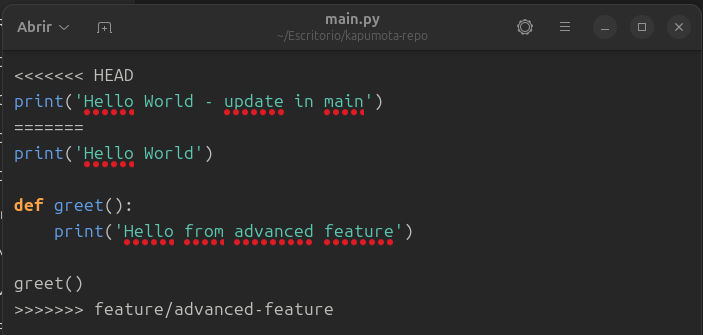 Abrir
main.py
~/Escritorio/kapumota-repo
<<<<<<< HEAD
print('Hello World - update in main')
=======
print('Hello World')
def greet():
    print('Hello from advanced feature')
greet()
>>>>>>> feature/advanced-feature